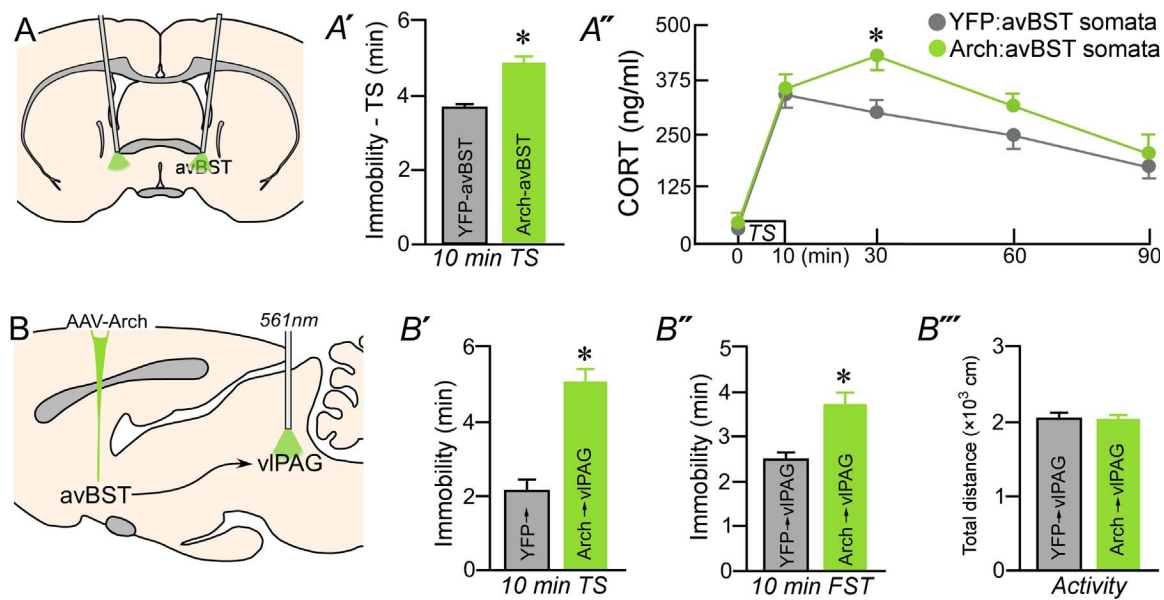 A
avBST
A′
Immobility - TS (min)
6
4
2
0
YFP-avBST
Arch-avBST
*
10 min TS
A″
CORT (ng/ml)
500
375
250
125
0
*
YFP:avBST somata
Arch:avBST somata
TS
0 10 (min) 30 60 90
B
AAV-Arch
561nm
vlPAG
avBST
B′
Immobility (min)
6
4
2
0
YFP→
Arch→vlPAG
*
10 min TS
B″
Immobility (min)
5
4
3
2
1
0
YFP→vlPAG
Arch→vlPAG
*
10 min FST
B‴
Total distance (×10³ cm)
3
2
1
0
YFP→vlPAG
Arch→vlPAG
Activity